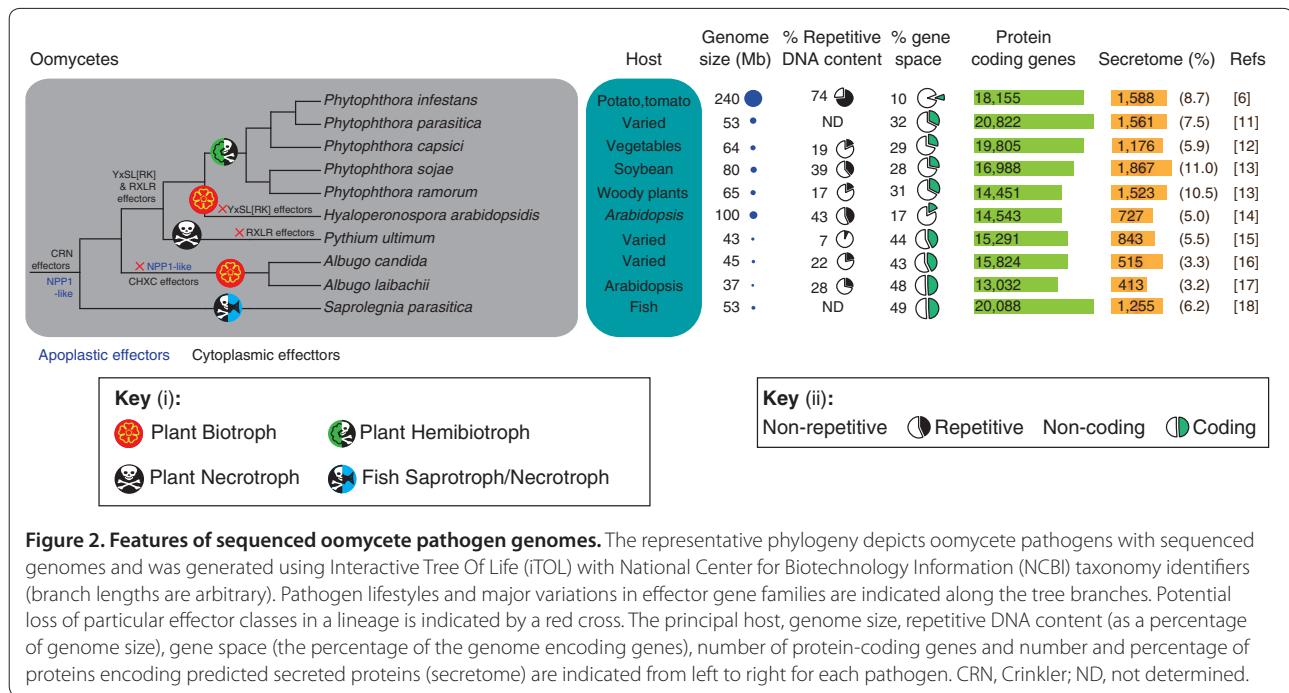 Oomycetes
Host
Genome size (Mb)
% Repetitive DNA content
% gene space
Protein coding genes
Secretome (%)
Refs
Phytophthora infestans Potato,tomato 240 74 10 18,155 1,588 (8.7) [6]
Phytophthora parasitica Varied 53 ND 32 20,822 1,561 (7.5) [11]
Phytophthora capsici Vegetables 64 19 29 19,805 1,176 (5.9) [12]
Phytophthora sojae Soybean 80 39 28 16,988 1,867 (11.0) [13]
Phytophthora ramorum Woody plants 65 17 31 14,451 1,523 (10.5) [13]
Hyaloperonospora arabidopsidis Arabidopsis 100 43 17 14,543 727 (5.0) [14]
Pythium ultimum Varied 43 7 44 15,291 843 (5.5) [15]
Albugo candida Varied 45 22 43 15,824 515 (3.3) [16]
Albugo laibachii Arabidopsis 37 28 48 13,032 413 (3.2) [17]
Saprolegnia parasitica Fish 53 ND 49 20,088 1,255 (6.2) [18]
YxSL[RK]
& RXLR
effectors
YxSL[RK] effectors
RXLR effectors
CRN
effectors
NPP1
-like
NPP1-like
CHXC effectors
Apoplastic effectors Cytoplasmic effecttors
Key (i):
Plant Biotroph Plant Hemibiotroph
Plant Necrotroph Fish Saprotroph/Necrotroph
Key (ii):
Non-repetitive Repetitive Non-coding Coding
Figure 2. Features of sequenced oomycete pathogen genomes. The representative phylogeny depicts oomycete pathogens with sequenced
genomes and was generated using Interactive Tree Of Life (iTOL) with National Center for Biotechnology Information (NCBI) taxonomy identifiers
(branch lengths are arbitrary). Pathogen lifestyles and major variations in effector gene families are indicated along the tree branches. Potential
loss of particular effector classes in a lineage is indicated by a red cross. The principal host, genome size, repetitive DNA content (as a percentage
of genome size), gene space (the percentage of the genome encoding genes), number of protein-coding genes and number and percentage of
proteins encoding predicted secreted proteins (secretome) are indicated from left to right for each pathogen. CRN, Crinkler; ND, not determined.